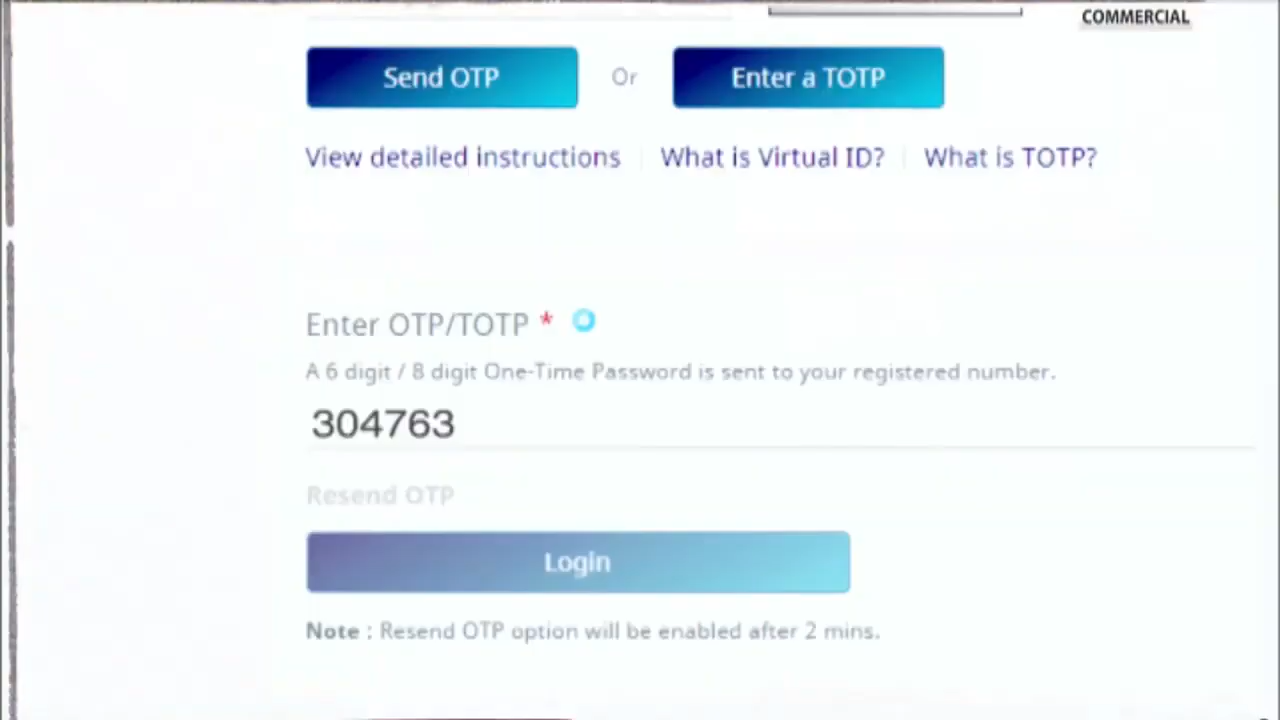 COMMERCIAL
Send OTP Or Enter a TOTP
View detailed instructions What is Virtual ID? What is TOTP?
Enter OTP/TOTP *
A 6 digit / 8 digit One-Time Password is sent to your registered number.
304763
Resend OTP
Login
Note : Resend OTP option will be enabled after 2 mins.